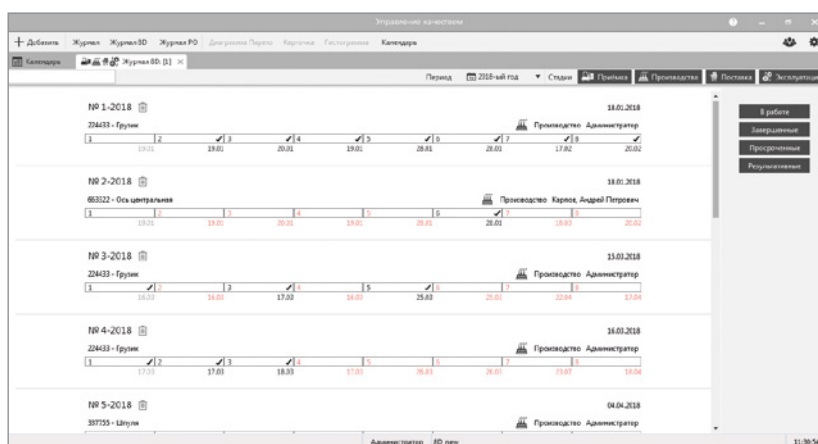 Управление качеством
Добавить Журнал Журнал 8D Журнал РО Диаграмма Парето Карточка Гистограмма Календарь
Календарь Журнал 8D: [1]
Период 2018-ый год Стадии Приёмка Производство Поставка Эксплуатация
№ 1-2018 18.01.2018
224433 - Грузик Производство Администратор
1 2 3 4 5 6 7 8
19.01 19.01 20.01 19.01 28.01 28.01 17.02 20.02
№ 2-2018 18.01.2018
663322 - Ось центральная Производство Карпов, Андрей Петрович
1 2 3 4 5 6 7 8
19.01 19.01 20.01 19.01 28.01 28.01 18.03 20.02
№ 3-2018 15.03.2018
224433 - Грузик Производство Администратор
1 2 3 4 5 6 7 8
16.03 16.03 17.03 16.03 25.03 25.03 22.04 17.04
№ 4-2018 16.03.2018
224433 - Грузик Производство Администратор
1 2 3 4 5 6 7 8
17.03 17.03 18.03 17.03 26.03 26.03 23.07 18.04
№ 5-2018 04.04.2018
337755 - Шпуля Производство Администратор
В работе
Завершенные
Просроченные
Результативные
Администратор 8D_new 11:36:54